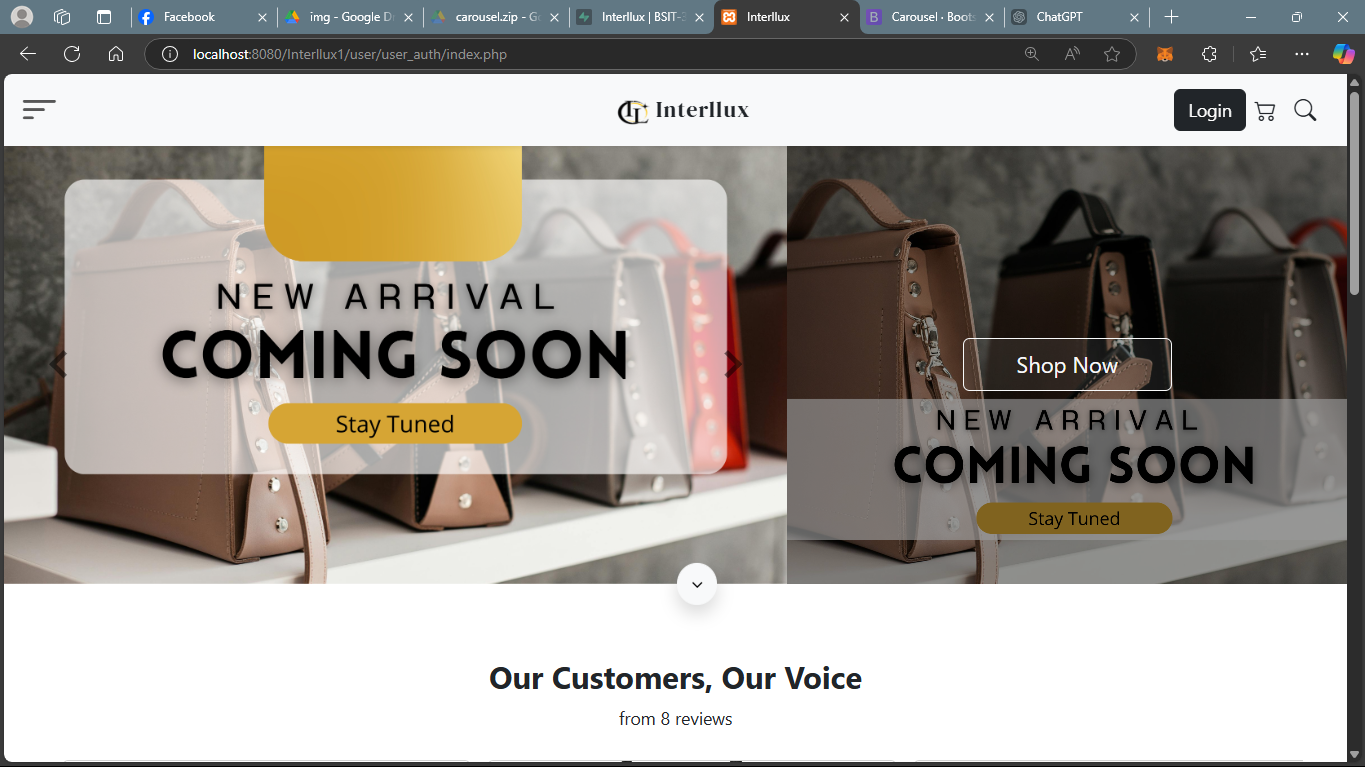 Facebook
img - Google Dr
carousel.zip - Go
Interllux | BSIT-3
Interllux
Carousel · Boots
ChatGPT
localhost:8080/Interllux1/user/user_auth/index.php
IL Interllux
Login
NEW ARRIVAL
COMING SOON
Stay Tuned
Shop Now
NEW ARRIVAL
COMING SOON
Stay Tuned
Our Customers, Our Voice
from 8 reviews